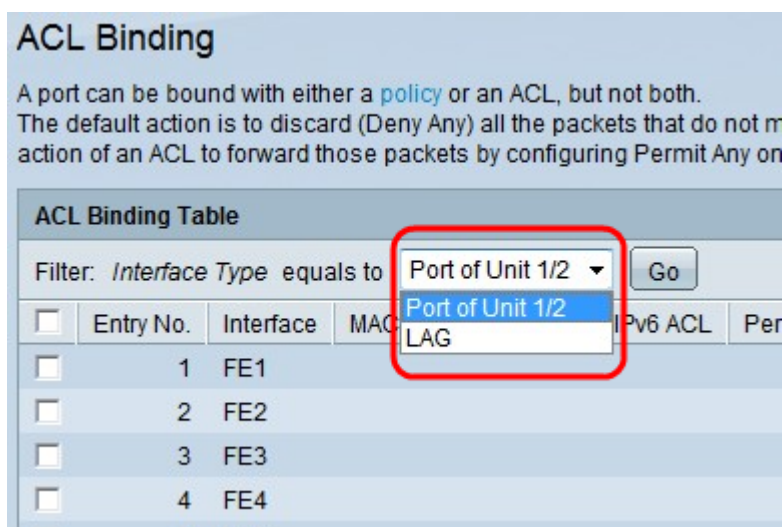 ACL Binding
A port can be bound with either a policy or an ACL, but not both.
The default action is to discard (Deny Any) all the packets that do not m
action of an ACL to forward those packets by configuring Permit Any on
ACL Binding Table
Filter: Interface Type equals to Port of Unit 1/2 Go
Port of Unit 1/2
LAG
Entry No. Interface MAC IPv6 ACL Per
1 FE1
2 FE2
3 FE3
4 FE4